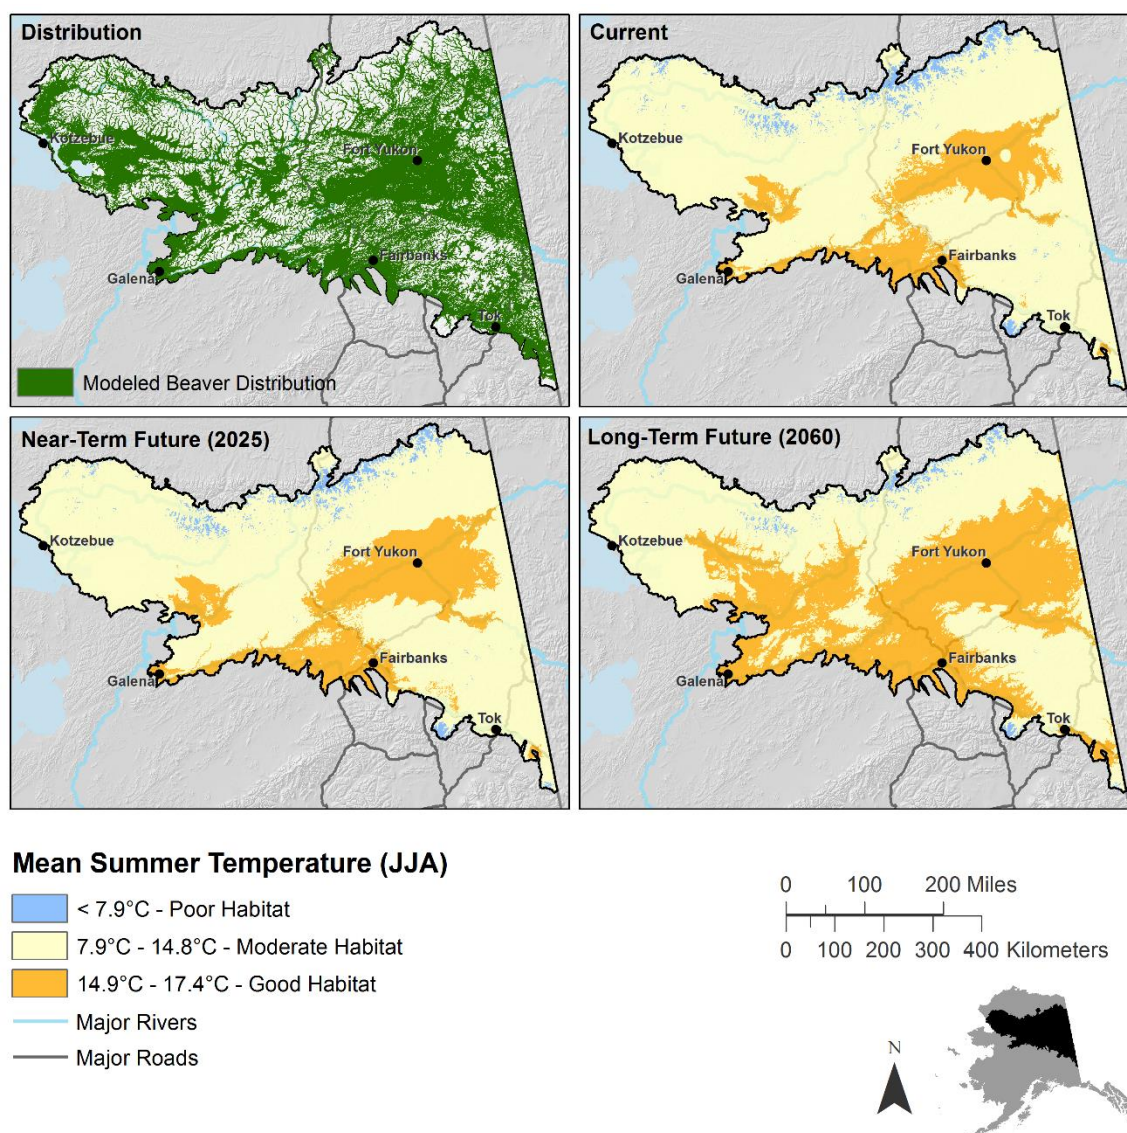 Distribution
Kotzebue
Fort Yukon
Fairbanks
Galena
Tok
Modeled Beaver Distribution
Current
Kotzebue
Fort Yukon
Fairbanks
Galena
Tok
Near-Term Future (2025)
Kotzebue
Fort Yukon
Fairbanks
Galena
Tok
Long-Term Future (2060)
Kotzebue
Fort Yukon
Fairbanks
Galena
Tok
Mean Summer Temperature (JJA)
< 7.9°C - Poor Habitat
7.9°C - 14.8°C - Moderate Habitat
14.9°C - 17.4°C - Good Habitat
Major Rivers
Major Roads
0 100 200 Miles
0 100 200 300 400 Kilometers
N